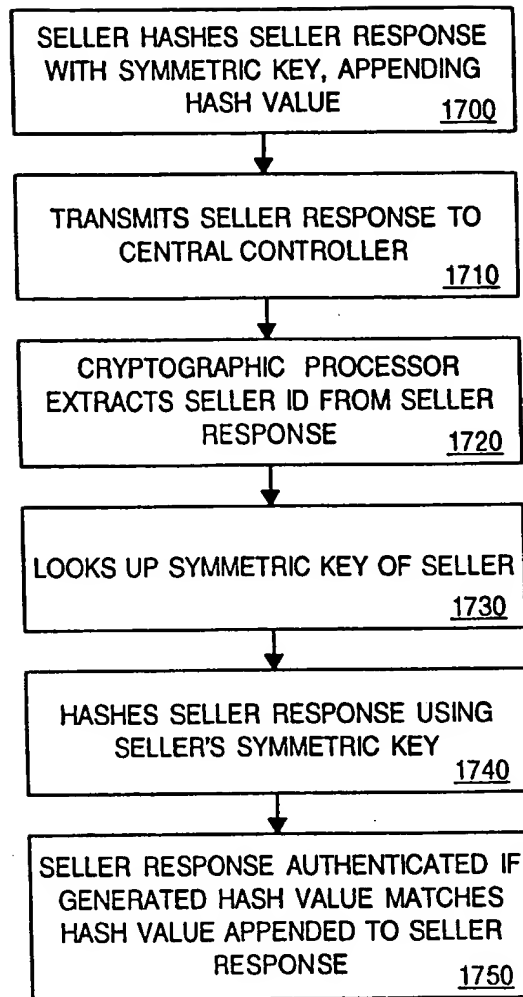 SELLER HASHES SELLER RESPONSE
WITH SYMMETRIC KEY, APPENDING
HASH VALUE
1700
TRANSMITS SELLER RESPONSE TO
CENTRAL CONTROLLER
1710
CRYPTOGRAPHIC PROCESSOR
EXTRACTS SELLER ID FROM SELLER
RESPONSE
1720
LOOKS UP SYMMETRIC KEY OF SELLER
1730
HASHES SELLER RESPONSE USING
SELLER'S SYMMETRIC KEY
1740
SELLER RESPONSE AUTHENTICATED IF
GENERATED HASH VALUE MATCHES
HASH VALUE APPENDED TO SELLER
RESPONSE
1750